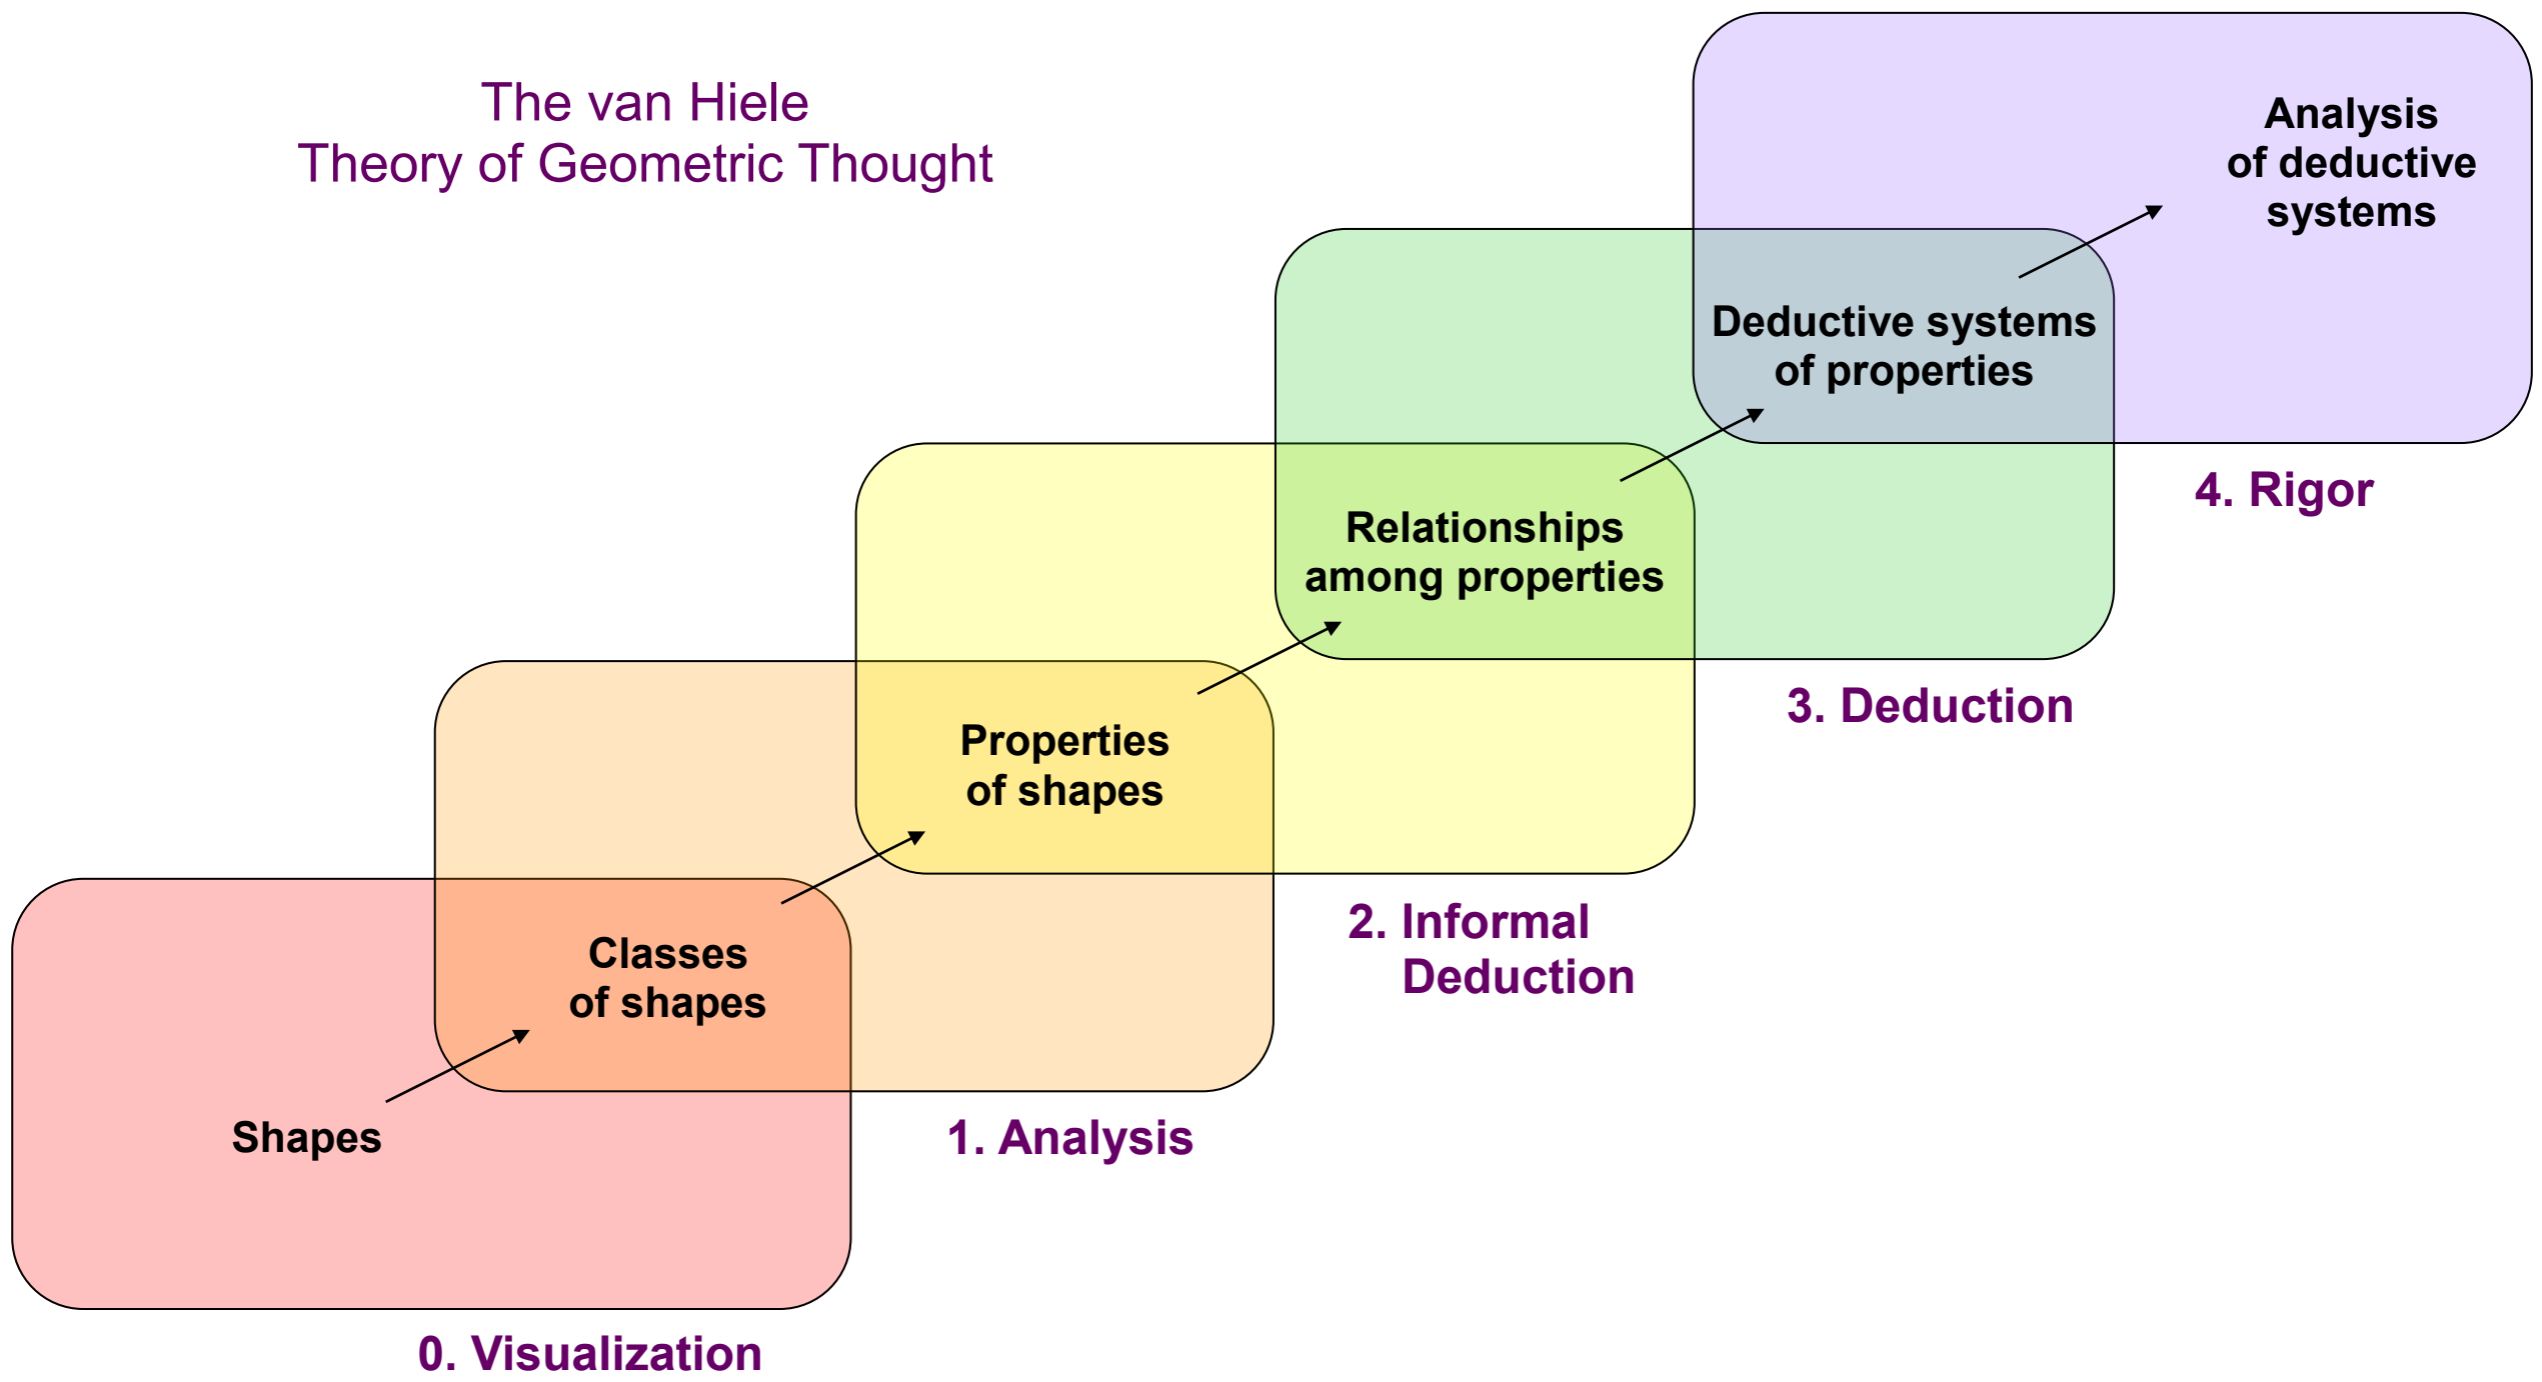 The van Hiele
Theory of Geometric Thought
Analysis
of deductive
systems
Deductive systems
of properties
4. Rigor
Relationships
among properties
3. Deduction
Properties
of shapes
2. Informal
Deduction
Classes
of shapes
1. Analysis
Shapes
0. Visualization